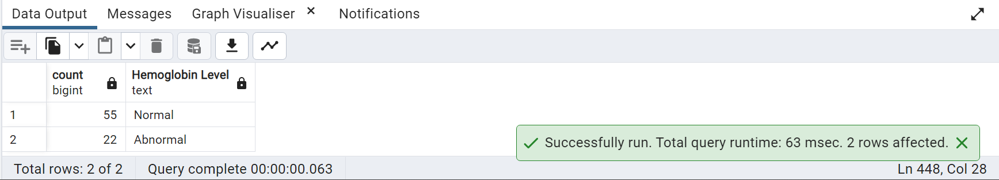 Data Output Messages Graph Visualiser × Notifications
count Hemoglobin Level
bigint text
1 55 Normal
2 22 Abnormal
Successfully run. Total query runtime: 63 msec. 2 rows affected.
Total rows: 2 of 2 Query complete 00:00:00.063 Ln 448, Col 28